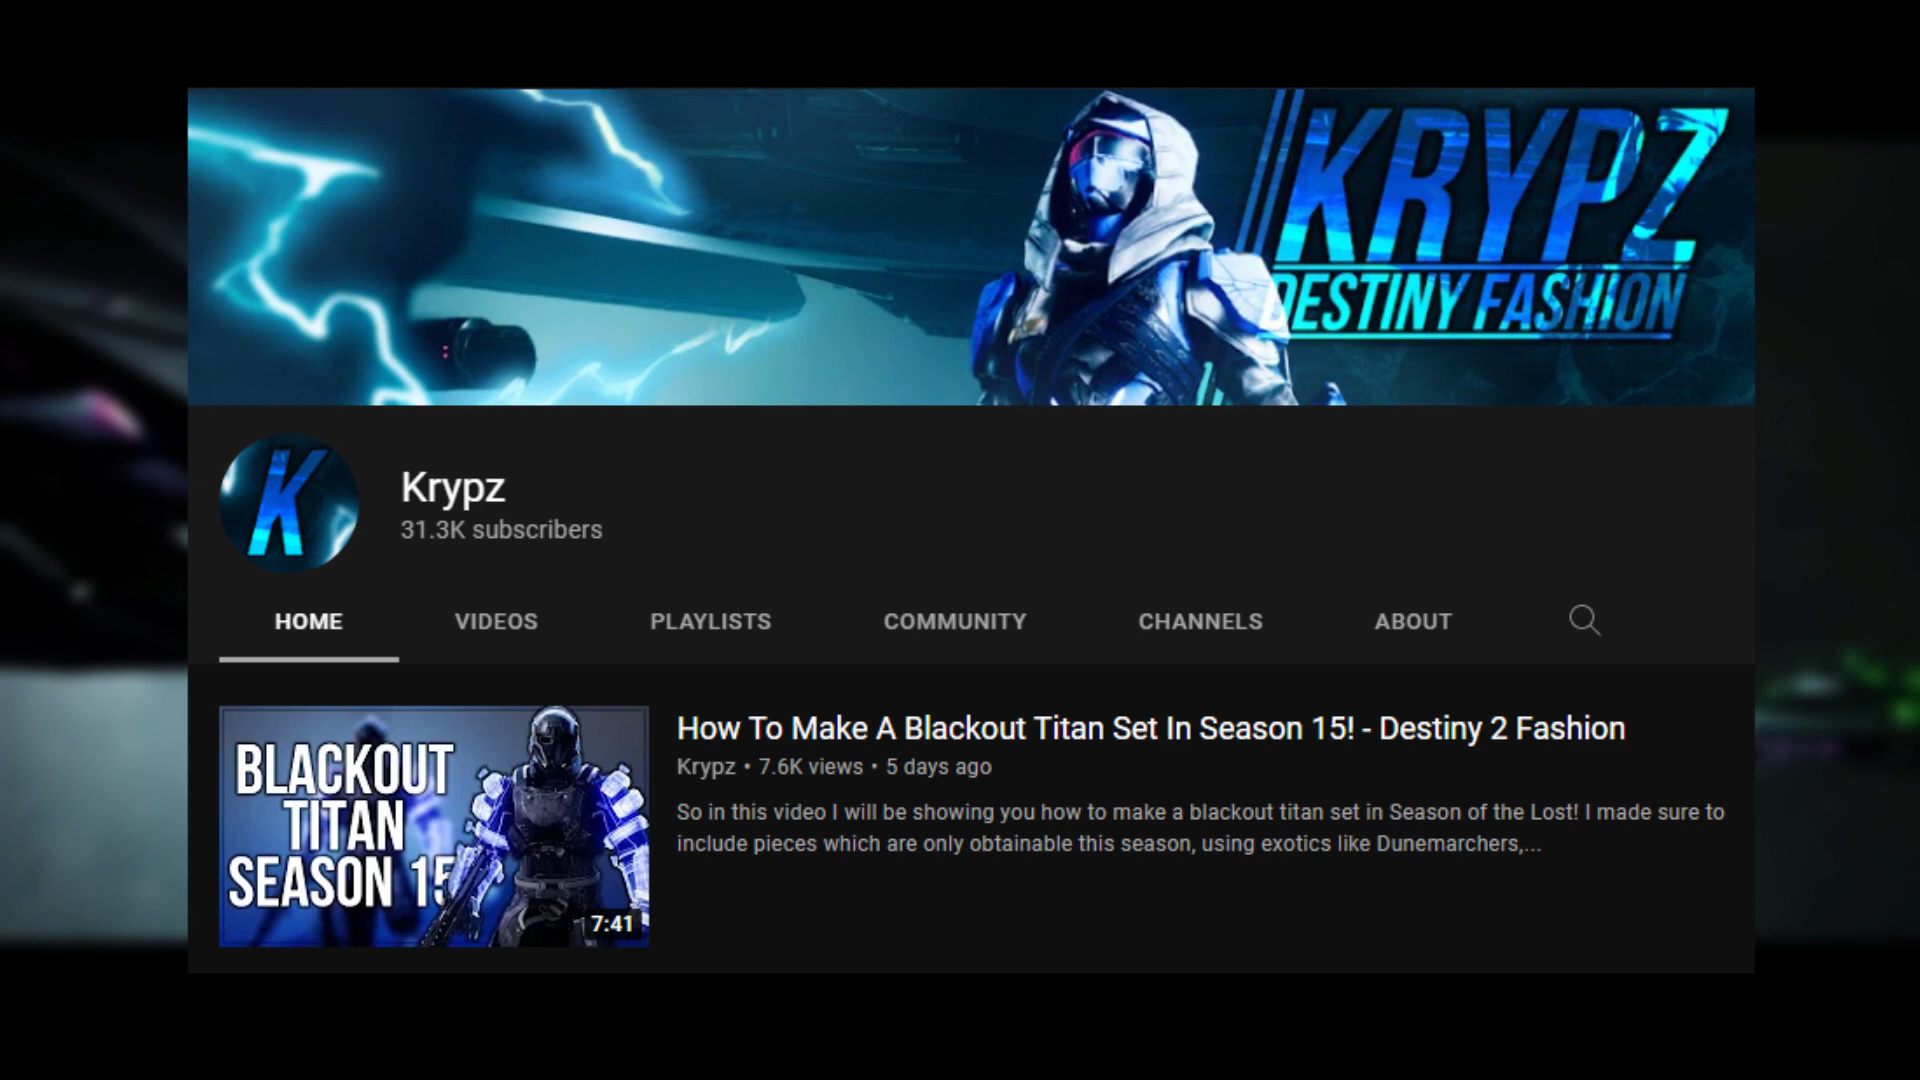 KRYPZ
DESTINY FASHION
K
Krypz
31.3K subscribers
HOME VIDEOS PLAYLISTS COMMUNITY CHANNELS ABOUT
How To Make A Blackout Titan Set In Season 15! - Destiny 2 Fashion
Krypz • 7.6K views • 5 days ago
So in this video I will be showing you how to make a blackout titan set in Season of the Lost! I made sure to
include pieces which are only obtainable this season, using exotics like Dunemarchers,...
BLACKOUT
TITAN
SEASON 15
7:41